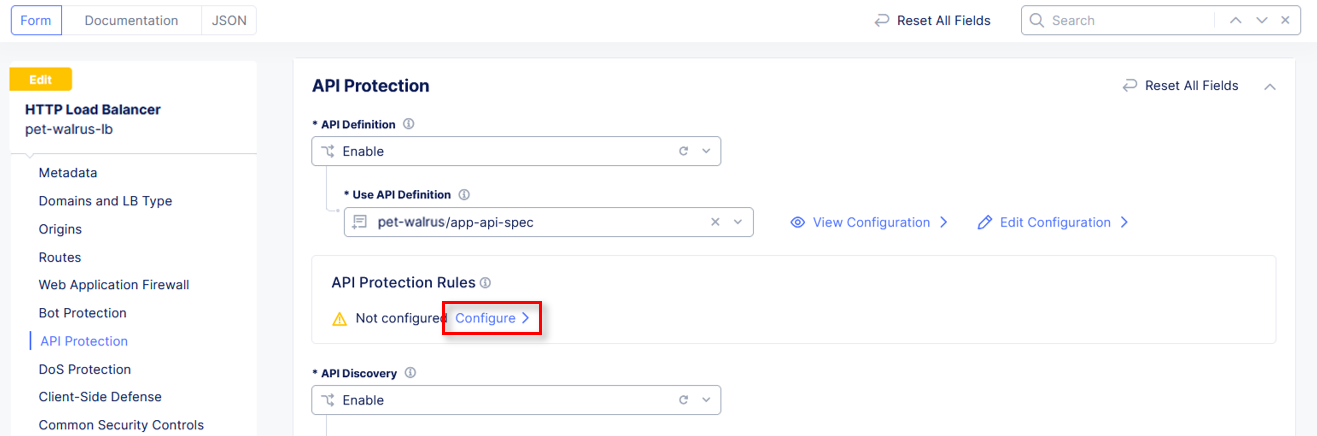 Form Documentation JSON Reset All Fields Search
Edit
HTTP Load Balancer
pet-walrus-lb
Metadata
Domains and LB Type
Origins
Routes
Web Application Firewall
Bot Protection
API Protection
DoS Protection
Client-Side Defense
Common Security Controls
API Protection Reset All Fields
* API Definition
Enable
* Use API Definition
pet-walrus/app-api-spec View Configuration Edit Configuration
API Protection Rules
Not configured Configure
* API Discovery
Enable